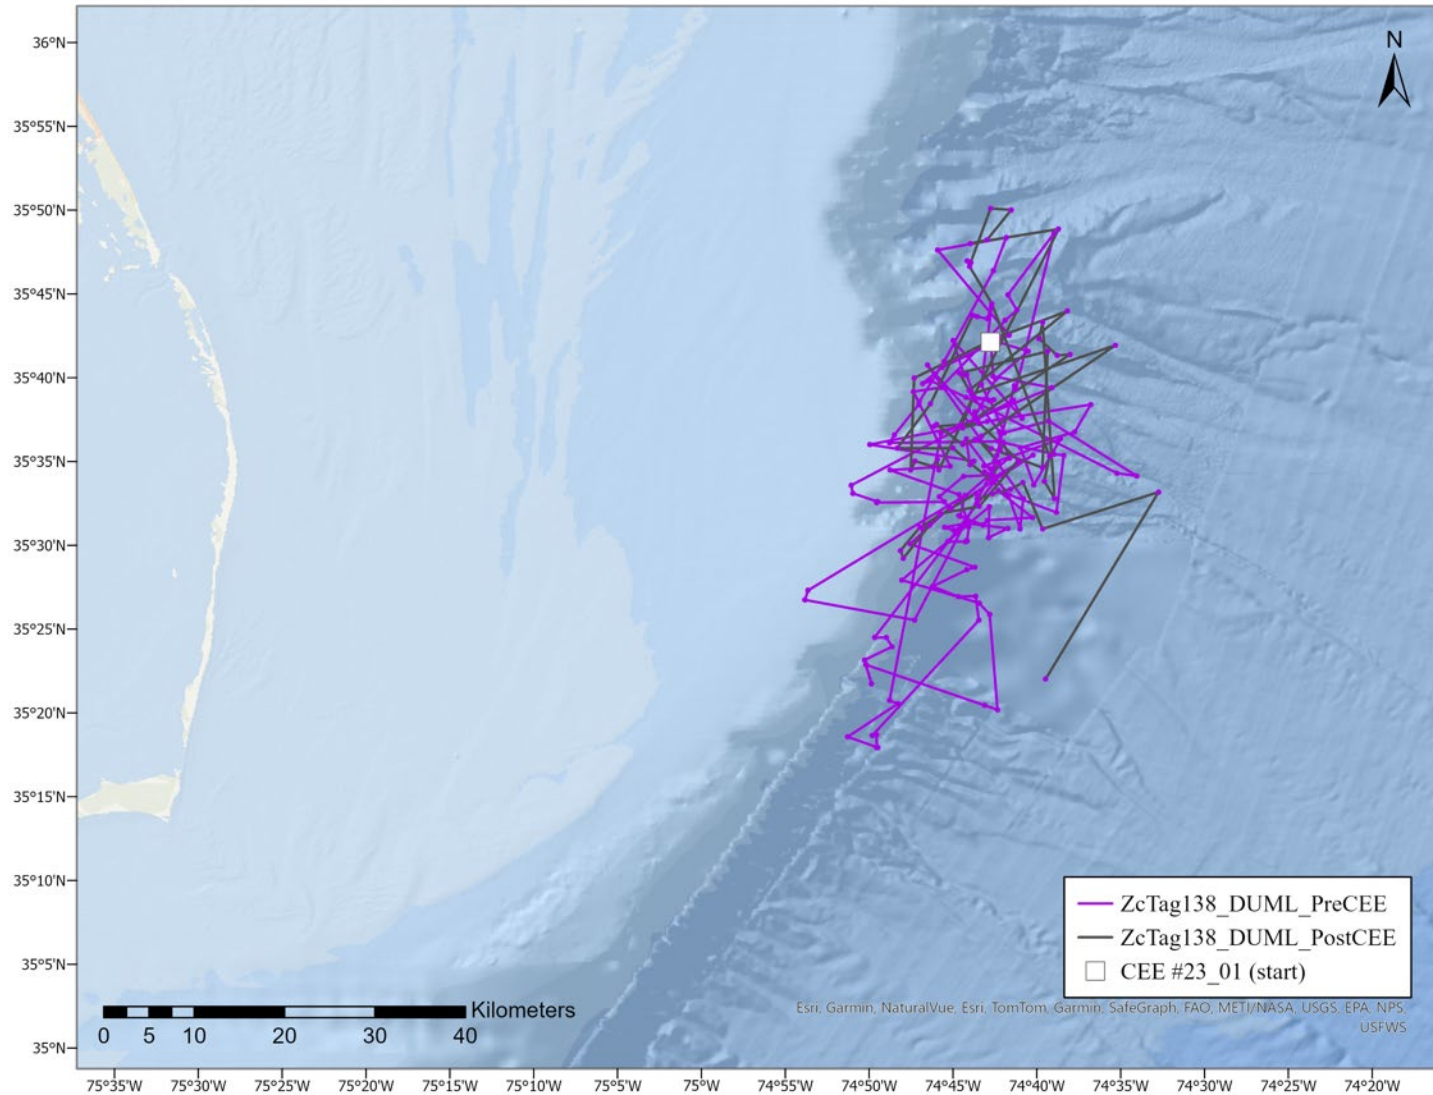 N
36°N
35°55'N
35°50'N
35°45'N
35°40'N
35°35'N
35°30'N
35°25'N
35°20'N
35°15'N
35°10'N
35°5'N
35°N
ZcTag138_DUML_PreCEE
ZcTag138_DUML_PostCEE
CEE #23_01 (start)
Kilometers
0 5 10 20 30 40
Esri, Garmin, NaturalVue, Esri, TomTom, Garmin, SafeGraph, FAO, METI/NASA, USGS, EPA, NPS,
USFWS
75°35'W 75°30'W 75°25'W 75°20'W 75°15'W 75°10'W 75°5'W 75°W 74°55'W 74°50'W 74°45'W 74°40'W 74°35'W 74°30'W 74°25'W 74°20'W